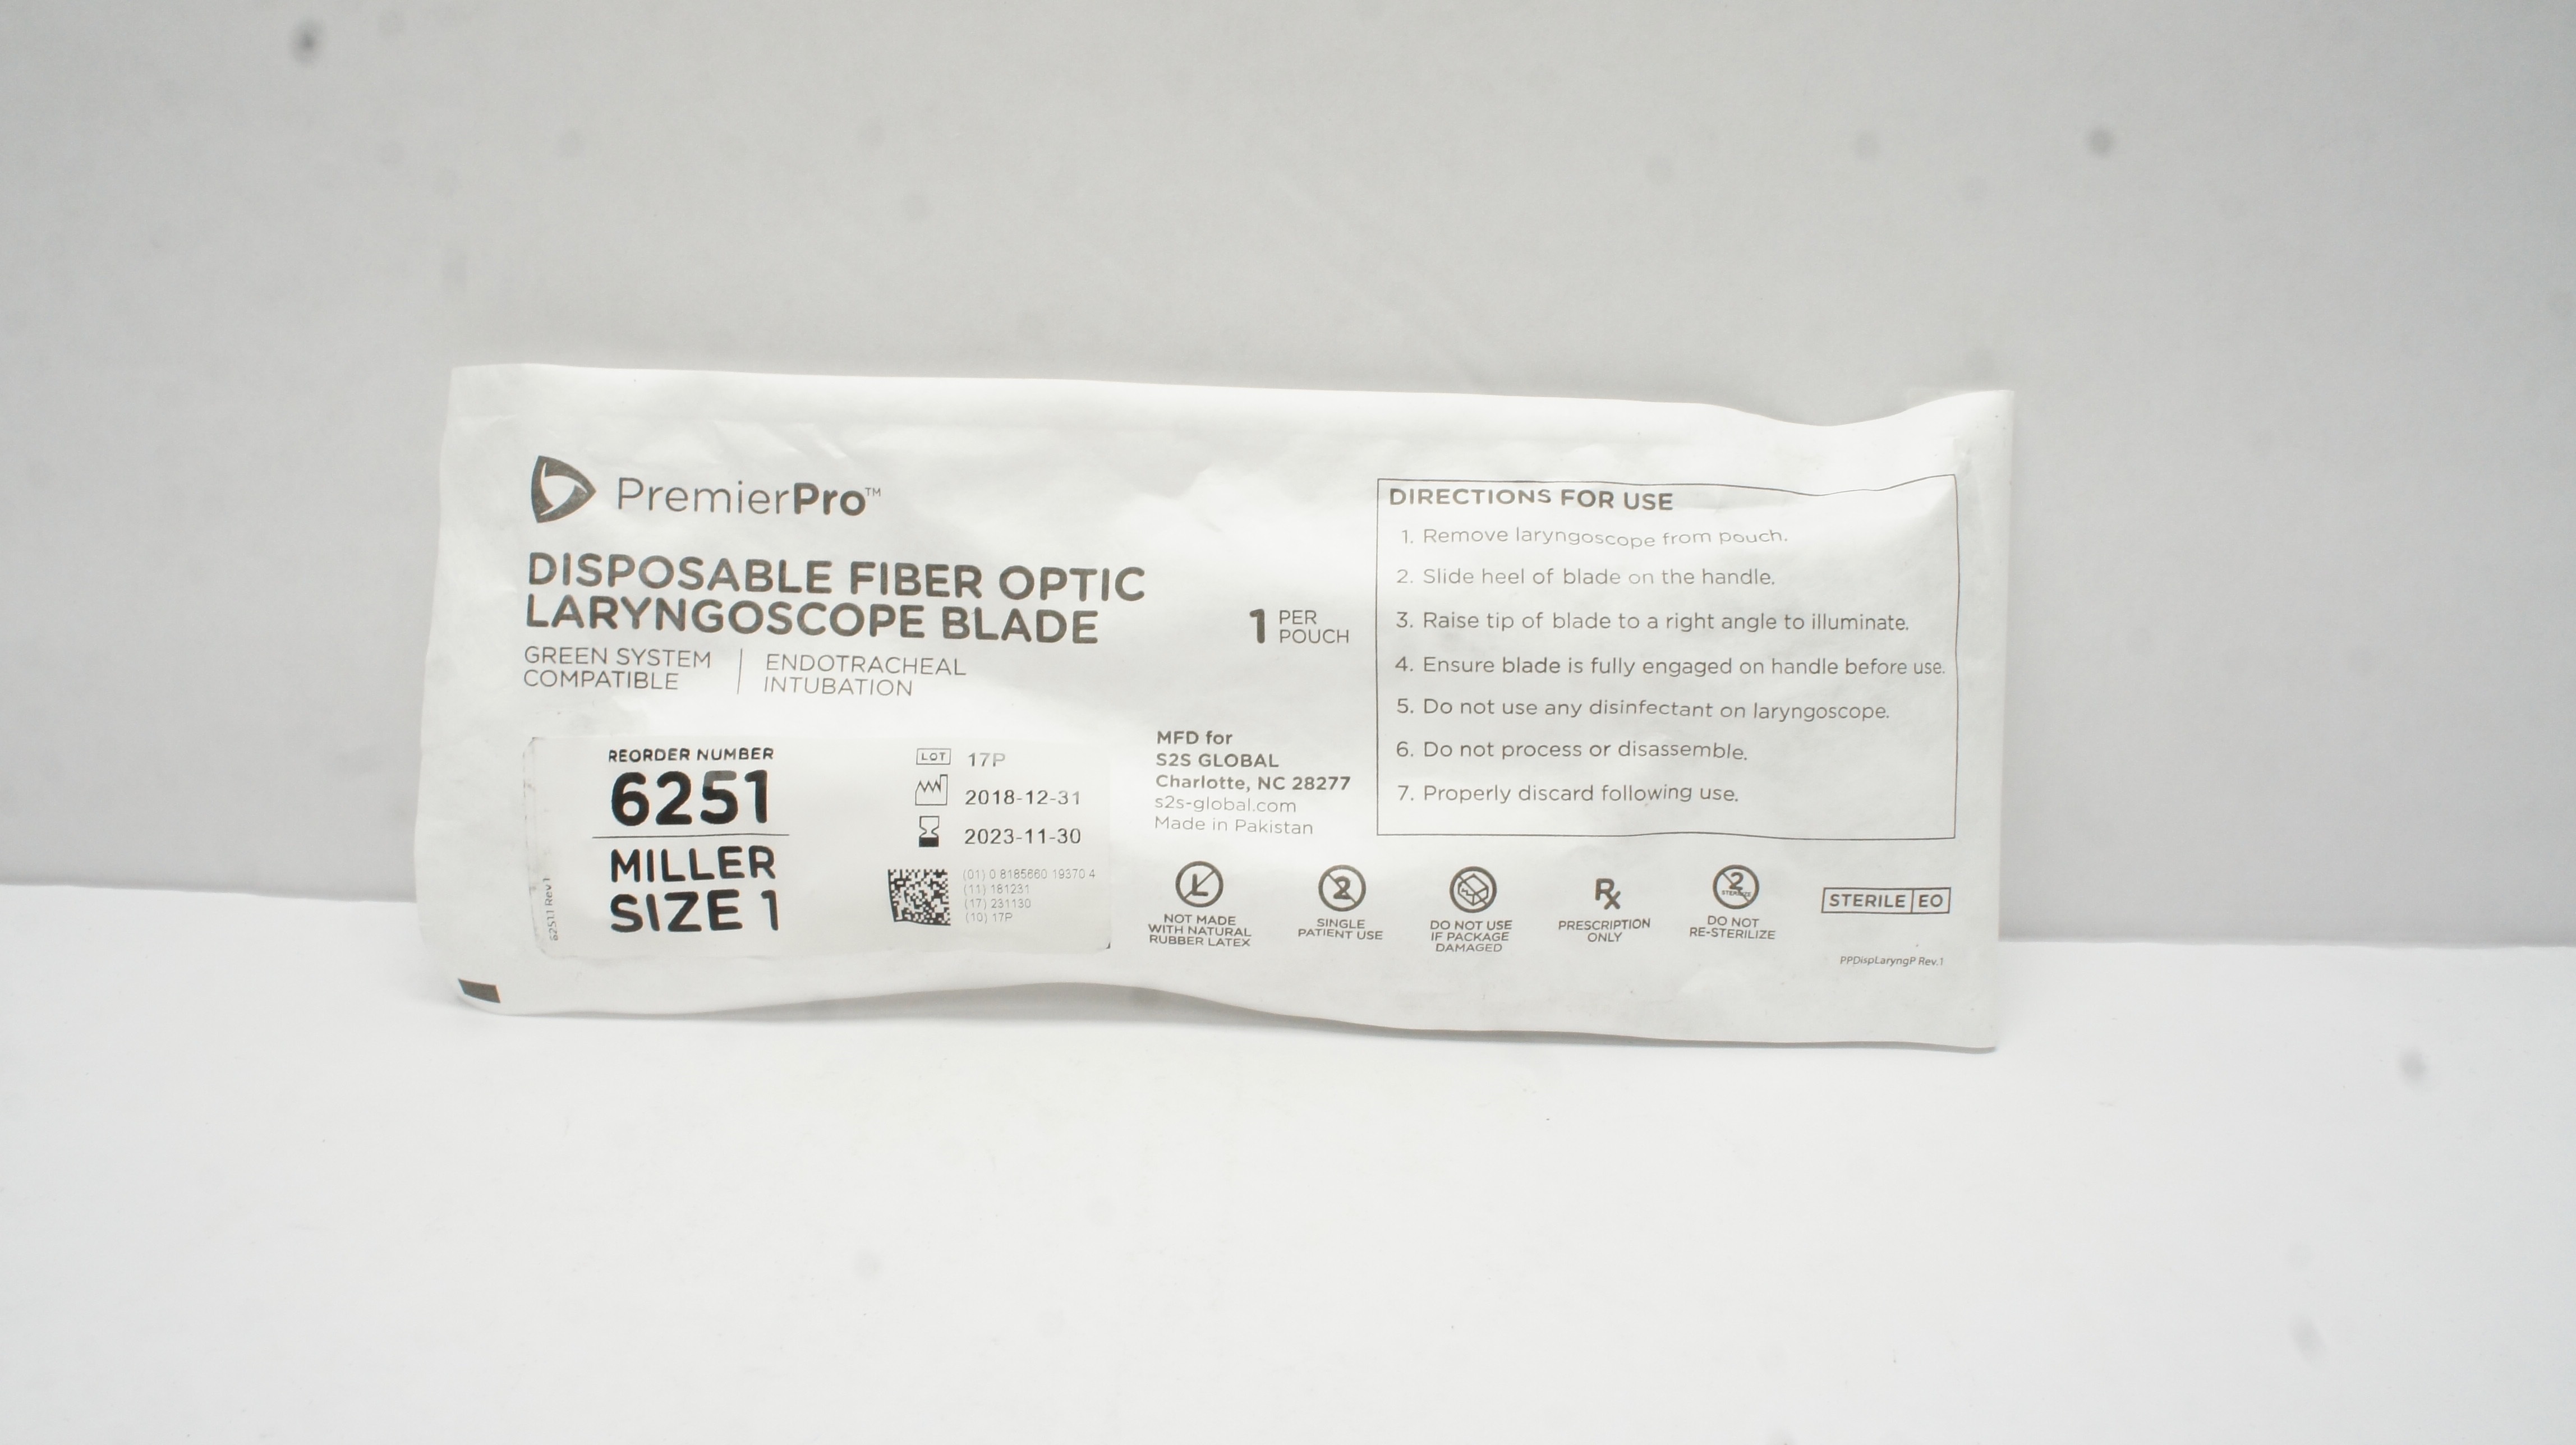 PremierPro™
DISPOSABLE FIBER OPTIC
LARYNGOSCOPE BLADE
GREEN SYSTEM
COMPATIBLE
ENDOTRACHEAL
INTUBATION
1 PER
POUCH
REORDER NUMBER
6251
MILLER
SIZE 1
62511 Rev1
LOT 17P
2018-12-31
2023-11-30
(01) 0 8185660 19370 4
(11) 181231
(17) 231130
(10) 17P
MFD for
S2S GLOBAL
Charlotte, NC 28277
s2s-global.com
Made in Pakistan
DIRECTIONS FOR USE
1. Remove laryngoscope from pouch.
2. Slide heel of blade on the handle.
3. Raise tip of blade to a right angle to illuminate.
4. Ensure blade is fully engaged on handle before use.
5. Do not use any disinfectant on laryngoscope.
6. Do not process or disassemble.
7. Properly discard following use.
L
NOT MADE
WITH NATURAL
RUBBER LATEX
2
SINGLE
PATIENT USE
DO NOT USE
IF PACKAGE
DAMAGED
Rx
PRESCRIPTION
ONLY
2
STERILIZE
DO NOT
RE-STERILIZE
STERILE EO
PPDispLaryngP Rev.1